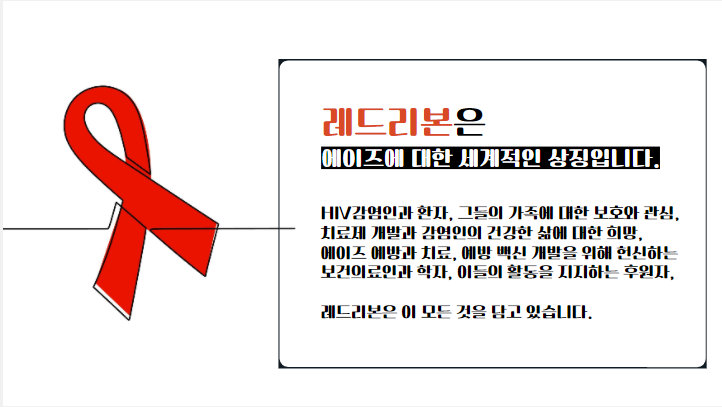 레드리본은
에이즈에 대한 세계적인 상징입니다.
HIV감염인과 환자, 그들의 가족에 대한 보호와 관심,
치료제 개발과 감염인의 건강한 삶에 대한 희망,
에이즈 예방과 치료, 예방 백신 개발을 위해 헌신하는
보건의료인과 학자, 이들의 활동을 지지하는 후원자,
레드리본은 이 모든 것을 담고 있습니다.